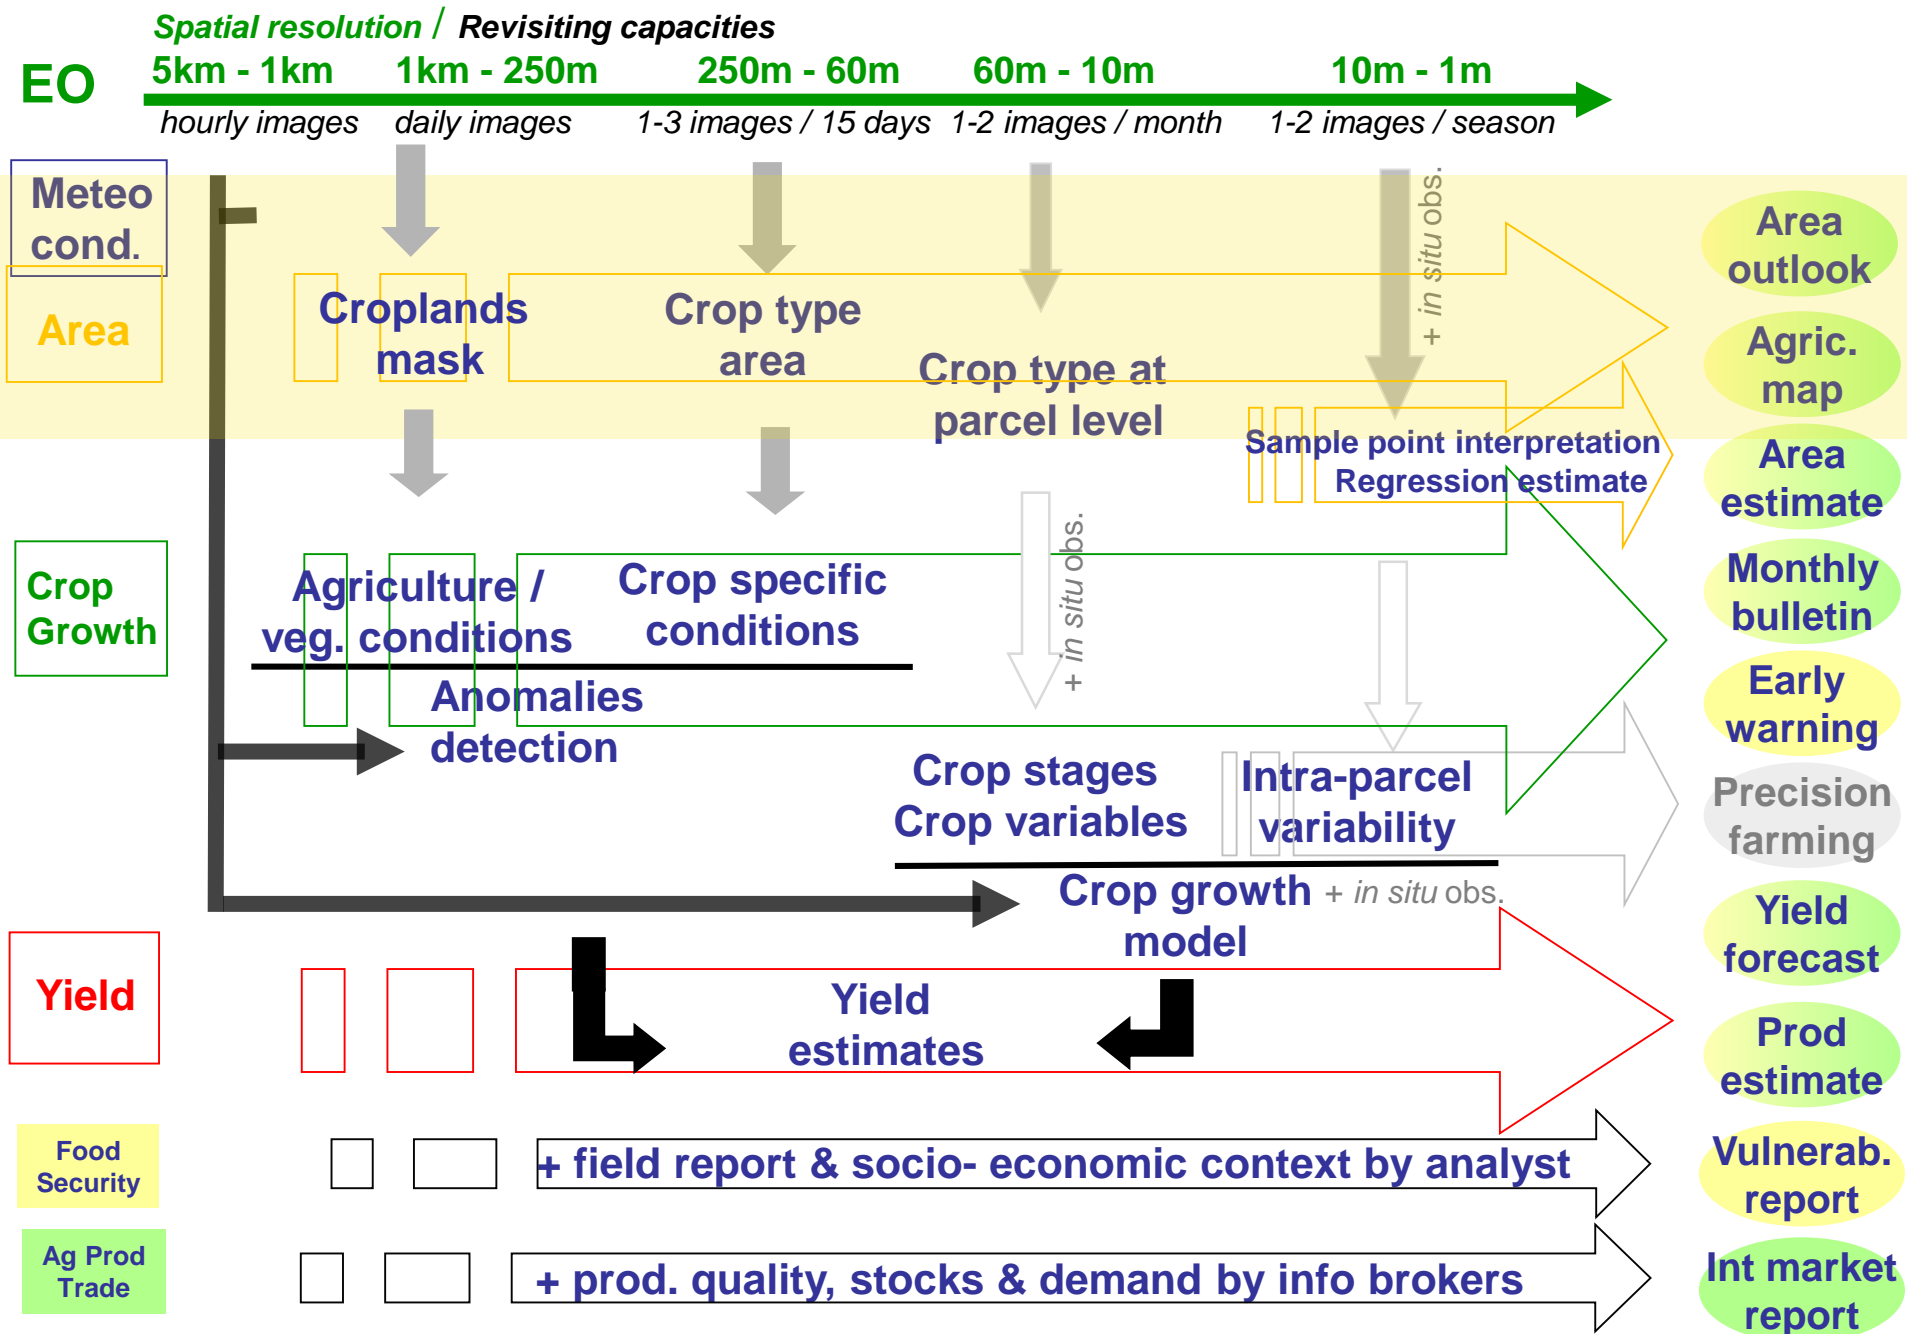 Spatial resolution / Revisiting capacities
EO
5km - 1km 1km - 250m 250m - 60m 60m - 10m 10m - 1m
hourly images daily images 1-3 images / 15 days 1-2 images / month 1-2 images / season
Meteo
cond.
+ in situ obs.
Area
outlook
Area
Croplands
mask
Crop type
area
Crop type at
parcel level
Agric.
map
Sample point interpretation
Regression estimate
Area
estimate
Crop
Growth
Agriculture /
veg. conditions
Crop specific
conditions
+ in situ obs.
Monthly
bulletin
Anomalies
detection
Early
warning
Crop stages
Crop variables
Intra-parcel
variability
Precision
farming
Crop growth + in situ obs.
model
Yield
forecast
Yield
Yield
estimates
Prod
estimate
Food
Security
+ field report & socio- economic context by analyst
Vulnerab.
report
Ag Prod
Trade
+ prod. quality, stocks & demand by info brokers
Int market
report